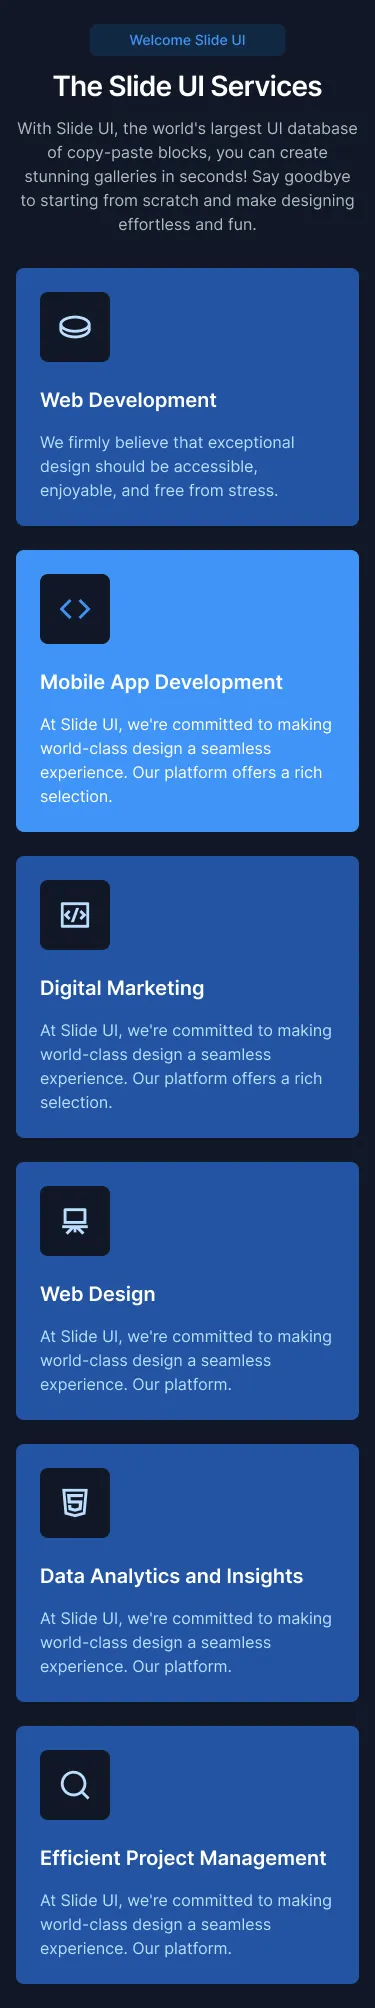 Welcome Slide UI
The Slide UI Services
With Slide UI, the world's largest UI database
of copy-paste blocks, you can create
stunning galleries in seconds! Say goodbye
to starting from scratch and make designing
effortless and fun.
Web Development
We firmly believe that exceptional
design should be accessible,
enjoyable, and free from stress.
Mobile App Development
At Slide UI, we're committed to making
world-class design a seamless
experience. Our platform offers a rich
selection.
Digital Marketing
At Slide UI, we're committed to making
world-class design a seamless
experience. Our platform offers a rich
selection.
Web Design
At Slide UI, we're committed to making
world-class design a seamless
experience. Our platform.
Data Analytics and Insights
At Slide UI, we're committed to making
world-class design a seamless
experience. Our platform.
Efficient Project Management
At Slide UI, we're committed to making
world-class design a seamless
experience. Our platform.